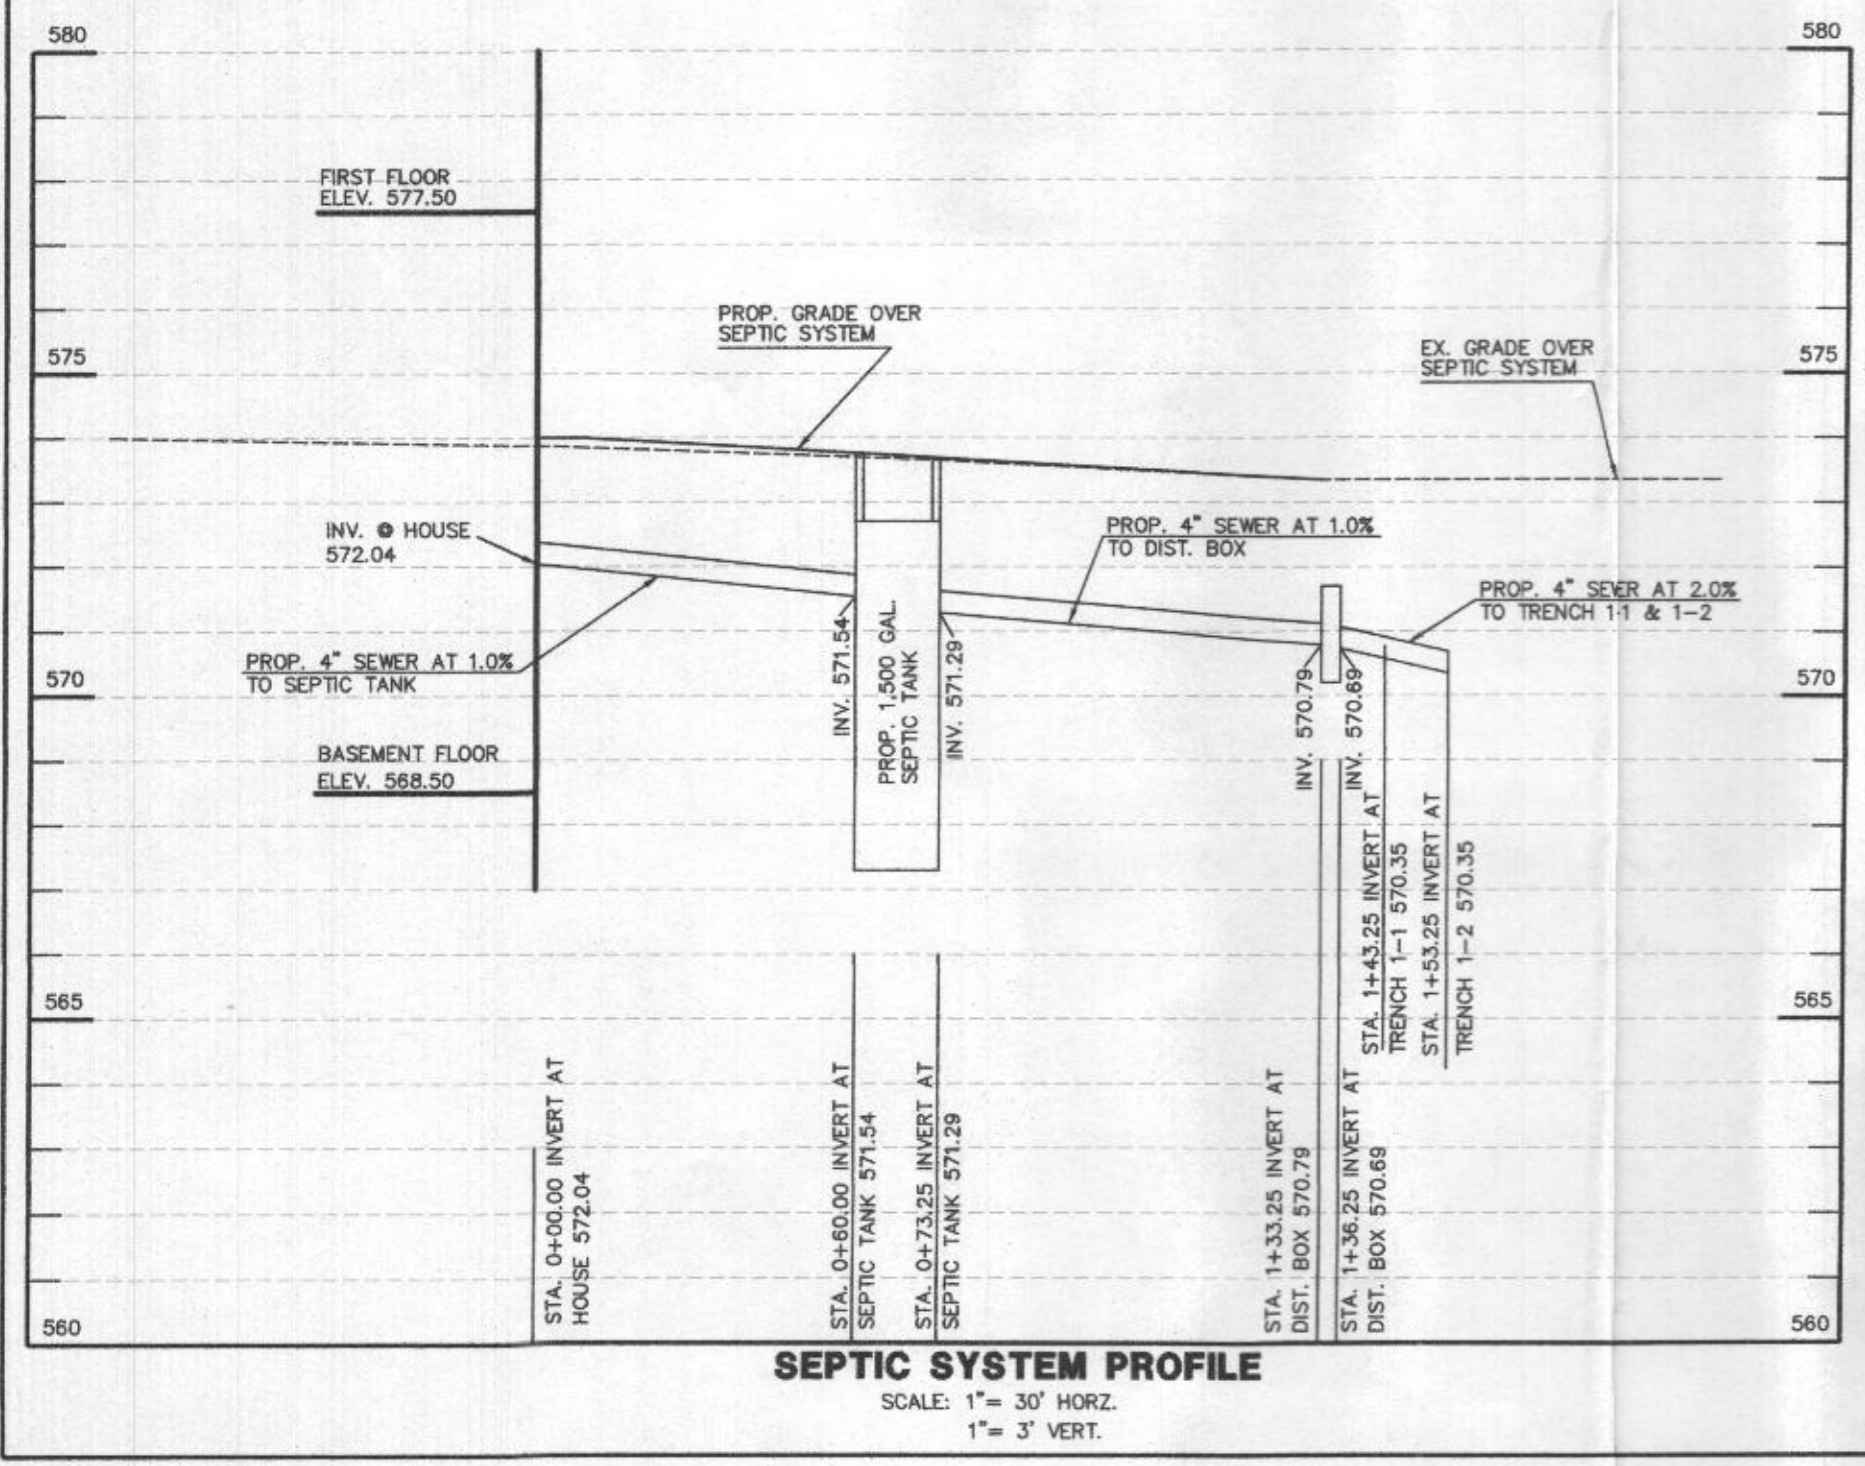 580
580
FIRST FLOOR
ELEV. 577.50
PROP. GRADE OVER
SEPTIC SYSTEM
575
EX. GRADE OVER
SEPTIC SYSTEM
575
INV. @ HOUSE
572.04
PROP. 4" SEWER AT 1.0%
TO DIST. BOX
PROP. 4" SEWER AT 2.0%
TO TRENCH 1-1 & 1-2
PROP. 4" SEWER AT 1.0%
TO SEPTIC TANK
INV. 571.54
PROP. 1,500 GAL.
SEPTIC TANK
INV. 571.29
INV. 570.79
INV. 570.69
570
570
BASEMENT FLOOR
ELEV. 568.50
STA. 1+43.25 INVERT AT
TRENCH 1-1 570.35
STA. 1+53.25 INVERT AT
TRENCH 1-2 570.35
565
565
STA. 0+00.00 INVERT AT
HOUSE 572.04
STA. 0+60.00 INVERT AT
SEPTIC TANK 571.54
STA. 0+73.25 INVERT AT
SEPTIC TANK 571.29
STA. 1+33.25 INVERT AT
DIST. BOX 570.79
STA. 1+36.25 INVERT AT
DIST. BOX 570.69
560
560
SEPTIC SYSTEM PROFILE
SCALE: 1"= 30' HORZ.
1"= 3' VERT.